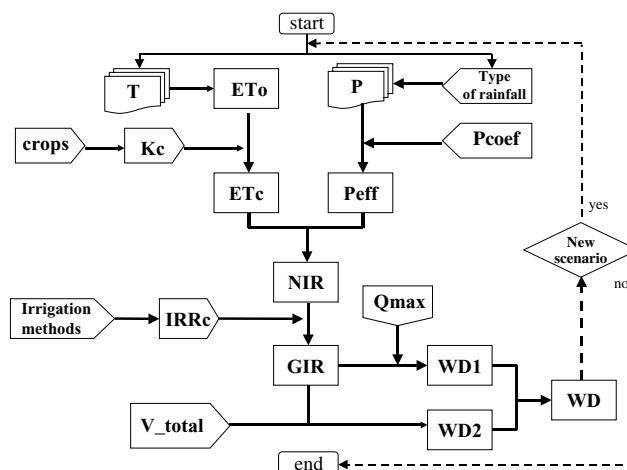 start
T
ETo
P
Type
of rainfall
crops
Kc
Pcoef
ETc
Peff
yes
New
scenario
no
NIR
Qmax
Irrigation
methods
IRRc
GIR
WD1
WD
V_total
WD2
end